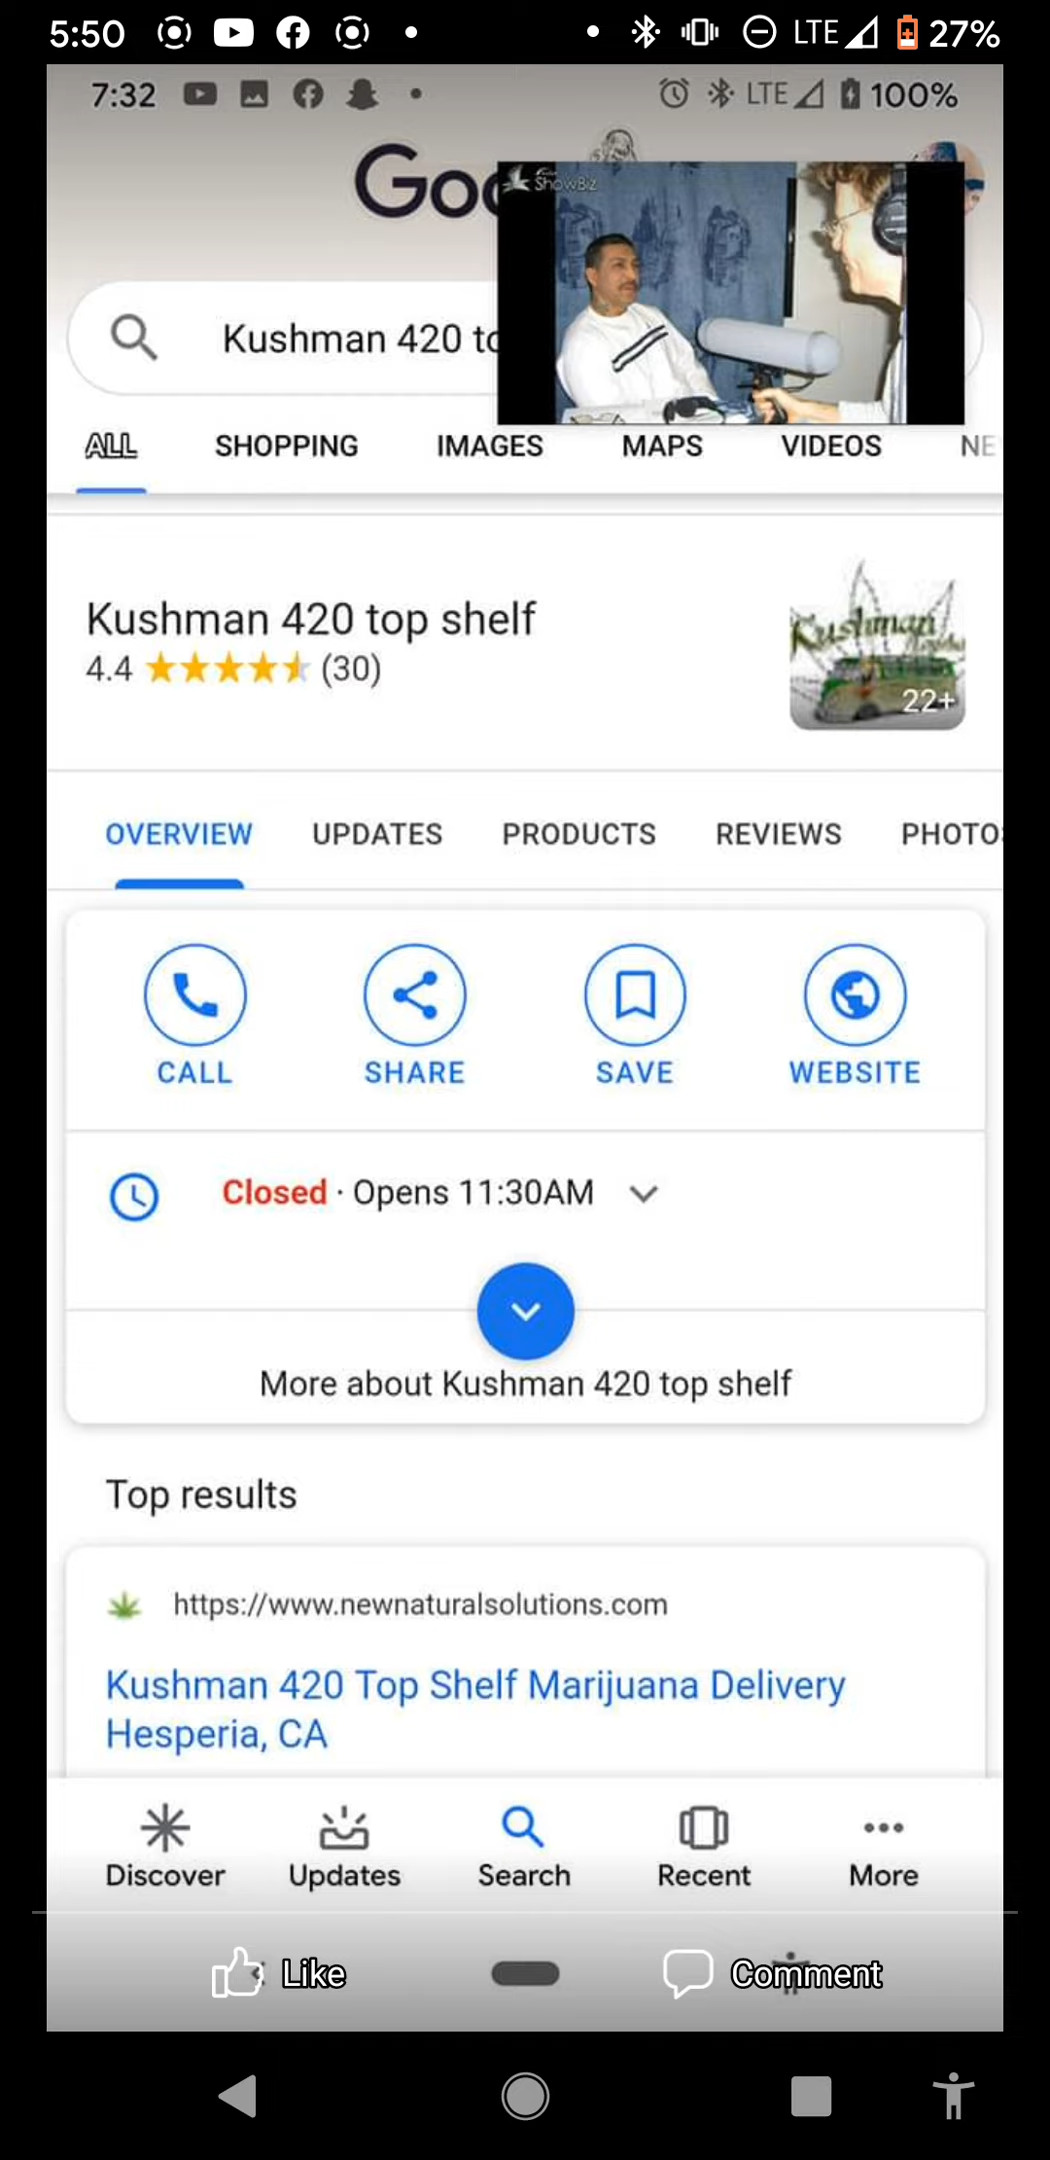 5:50 LTE 27%
7:32 LTE 100%
Goo
ShowBiz
Kushman 420 to
ALL SHOPPING IMAGES MAPS VIDEOS NE
Kushman 420 top shelf
4.4 (30)
Kushman
22+
OVERVIEW UPDATES PRODUCTS REVIEWS PHOTOS
CALL SHARE SAVE WEBSITE
Closed · Opens 11:30AM
More about Kushman 420 top shelf
Top results
https://www.newnaturalsolutions.com
Kushman 420 Top Shelf Marijuana Delivery
Hesperia, CA
Discover Updates Search Recent More
Like Comment